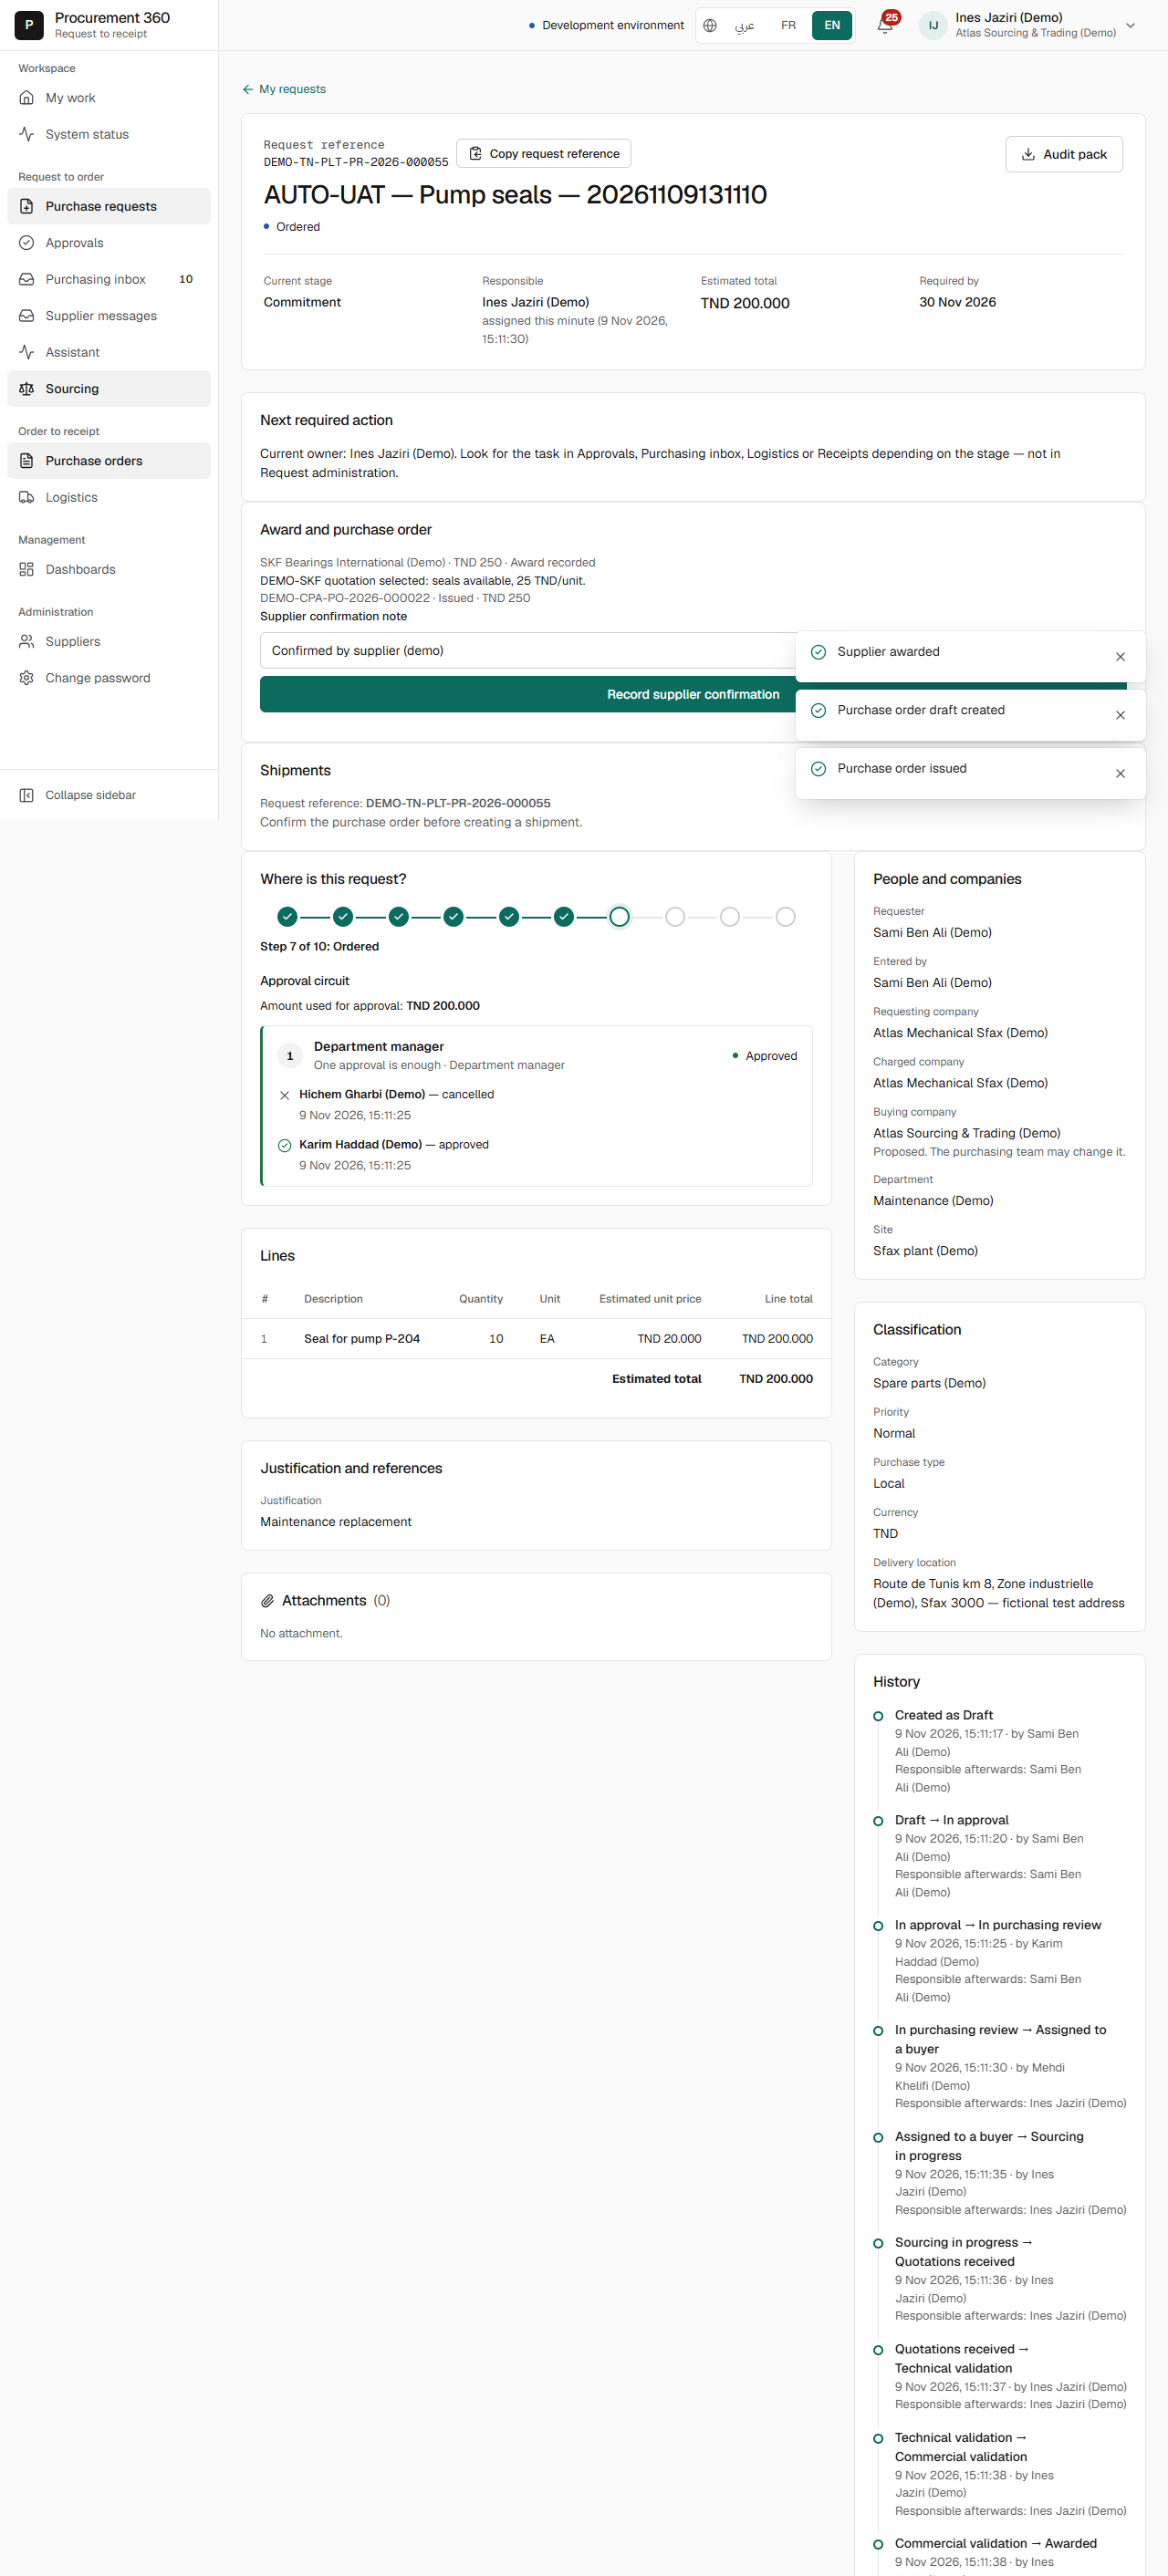 P
Procurement 360
Request to receipt
Development environment
عربي
FR
EN
25
IJ
Ines Jaziri (Demo)
Atlas Sourcing & Trading (Demo)
Workspace
My work
System status
Request to order
Purchase requests
Approvals
Purchasing inbox 10
Supplier messages
Assistant
Sourcing
Order to receipt
Purchase orders
Logistics
Management
Dashboards
Administration
Suppliers
Change password
Collapse sidebar
My requests
Request reference
DEMO-TN-PLT-PR-2026-000055
Copy request reference
Audit pack
AUTO-UAT — Pump seals — 20261109131110
Ordered
Current stage
Commitment
Responsible
Ines Jaziri (Demo)
assigned this minute (9 Nov 2026,
15:11:30)
Estimated total
TND 200.000
Required by
30 Nov 2026
Next required action
Current owner: Ines Jaziri (Demo). Look for the task in Approvals, Purchasing inbox, Logistics or Receipts depending on the stage — not in
Request administration.
Award and purchase order
SKF Bearings International (Demo) · TND 250 · Award recorded
DEMO-SKF quotation selected: seals available, 25 TND/unit.
DEMO-CPA-PO-2026-000022 · Issued · TND 250
Supplier confirmation note
Confirmed by supplier (demo)
Record supplier confirmation
Supplier awarded
Purchase order draft created
Purchase order issued
Shipments
Request reference: DEMO-TN-PLT-PR-2026-000055
Confirm the purchase order before creating a shipment.
Where is this request?
Step 7 of 10: Ordered
Approval circuit
Amount used for approval: TND 200.000
1
Department manager
One approval is enough · Department manager
Approved
Hichem Gharbi (Demo) — cancelled
9 Nov 2026, 15:11:25
Karim Haddad (Demo) — approved
9 Nov 2026, 15:11:25
Lines
# Description Quantity Unit Estimated unit price Line total
1 Seal for pump P-204 10 EA TND 20.000 TND 200.000
Estimated total TND 200.000
Justification and references
Justification
Maintenance replacement
Attachments (0)
No attachment.
People and companies
Requester
Sami Ben Ali (Demo)
Entered by
Sami Ben Ali (Demo)
Requesting company
Atlas Mechanical Sfax (Demo)
Charged company
Atlas Mechanical Sfax (Demo)
Buying company
Atlas Sourcing & Trading (Demo)
Proposed. The purchasing team may change it.
Department
Maintenance (Demo)
Site
Sfax plant (Demo)
Classification
Category
Spare parts (Demo)
Priority
Normal
Purchase type
Local
Currency
TND
Delivery location
Route de Tunis km 8, Zone industrielle
(Demo), Sfax 3000 — fictional test address
History
Created as Draft
9 Nov 2026, 15:11:17 · by Sami Ben
Ali (Demo)
Responsible afterwards: Sami Ben
Ali (Demo)
Draft → In approval
9 Nov 2026, 15:11:20 · by Sami Ben
Ali (Demo)
Responsible afterwards: Sami Ben
Ali (Demo)
In approval → In purchasing review
9 Nov 2026, 15:11:25 · by Karim
Haddad (Demo)
Responsible afterwards: Sami Ben
Ali (Demo)
In purchasing review → Assigned to
a buyer
9 Nov 2026, 15:11:30 · by Mehdi
Khelifi (Demo)
Responsible afterwards: Ines Jaziri (Demo)
Assigned to a buyer → Sourcing
in progress
9 Nov 2026, 15:11:35 · by Ines
Jaziri (Demo)
Responsible afterwards: Ines Jaziri (Demo)
Sourcing in progress →
Quotations received
9 Nov 2026, 15:11:36 · by Ines
Jaziri (Demo)
Responsible afterwards: Ines Jaziri (Demo)
Quotations received →
Technical validation
9 Nov 2026, 15:11:37 · by Ines Jaziri (Demo)
Responsible afterwards: Ines Jaziri (Demo)
Technical validation →
Commercial validation
9 Nov 2026, 15:11:38 · by Ines
Jaziri (Demo)
Responsible afterwards: Ines Jaziri (Demo)
Commercial validation → Awarded
9 Nov 2026, 15:11:38 · by Ines